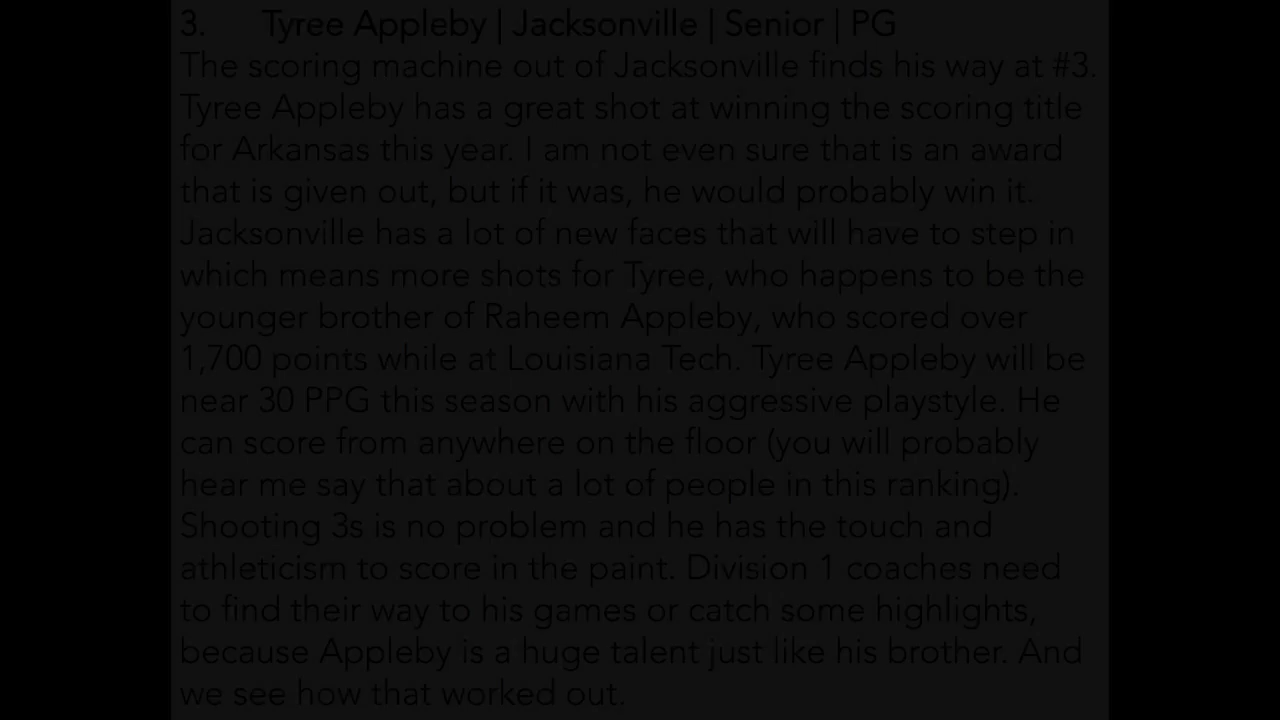 3. Tyree Appleby | Jacksonville | Senior | PG
The scoring machine out of Jacksonville finds his way at #3.
Tyree Appleby has a great shot at winning the scoring title
for Arkansas this year. I am not even sure that is an award
that is given out, but if it was, he would probably win it.
Jacksonville has a lot of new faces that will have to step in
which means more shots for Tyree, who happens to be the
younger brother of Raheem Appleby, who scored over
1,700 points while at Louisiana Tech. Tyree Appleby will be
near 30 PPG this season with his aggressive playstyle. He
can score from anywhere on the floor (you will probably
hear me say that about a lot of people in this ranking).
Shooting 3s is no problem and he has the touch and
athleticism to score in the paint. Division 1 coaches need
to find their way to his games or catch some highlights,
because Appleby is a huge talent just like his brother. And
we see how that worked out.